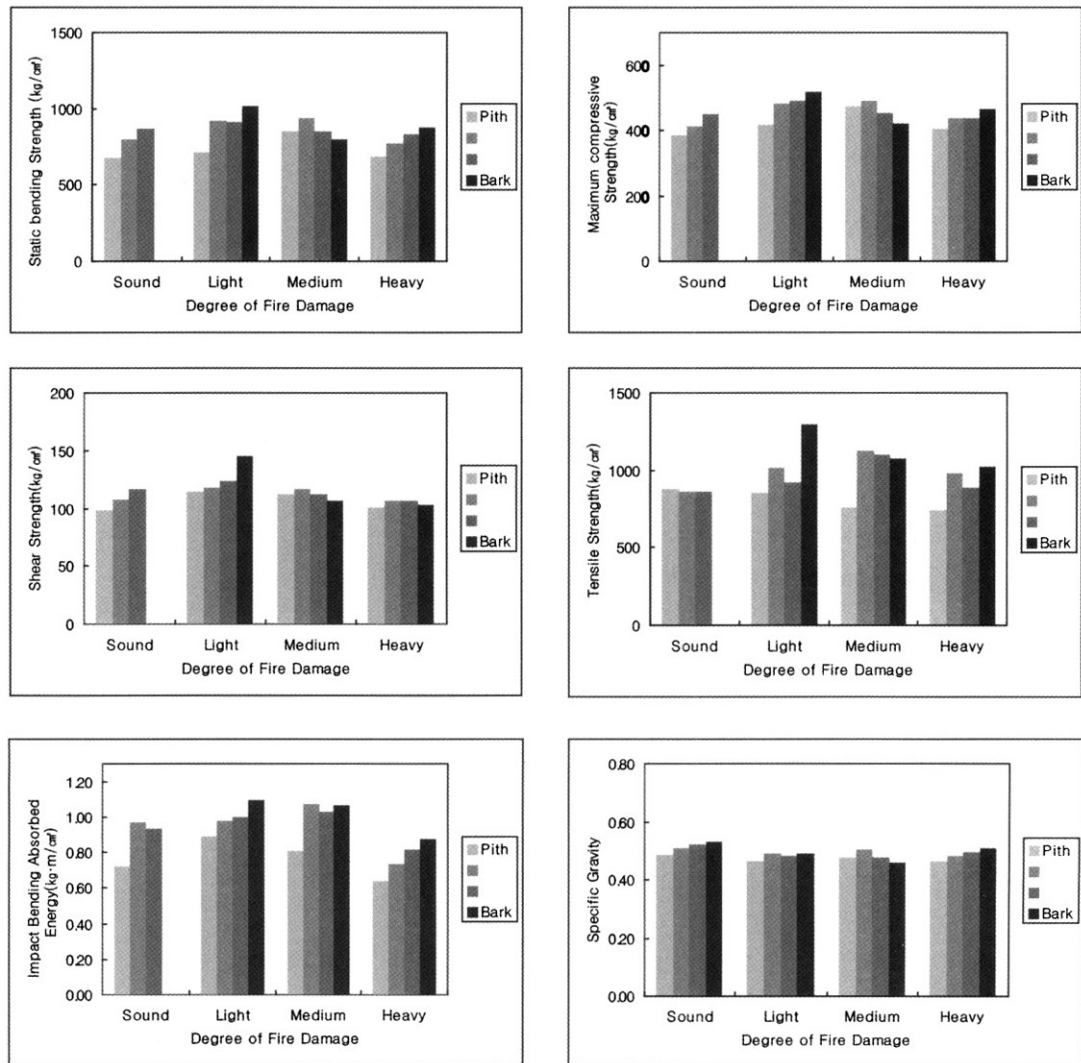 1500
1000
500
0
Static bending Strength (kg/㎠)
Sound Light Medium Heavy
Degree of Fire Damage
Pith
Bark
600
400
200
0
Maximum compressive
Strength(kg/㎠)
Sound Light Medium Heavy
Degree of Fire Damage
Pith
Bark
200
150
100
50
0
Shear Strength(kg/㎠)
Sound Light Medium Heavy
Degree of Fire Damage
Pith
Bark
1500
1000
500
0
Tensile Strength(kg/㎠)
Sound Light Medium Heavy
Degree of Fire Damage
Pith
Bark
1.20
1.00
0.80
0.60
0.40
0.20
0.00
Impact Bending Absorbed
Energy(kg·m/㎠)
Sound Light Medium Heavy
Degree of Fire Damage
Pith
Bark
0.80
0.60
0.40
0.20
0.00
Specific Gravity
Sound Light Medium Heavy
Degree of Fire Damage
Pith
Bark